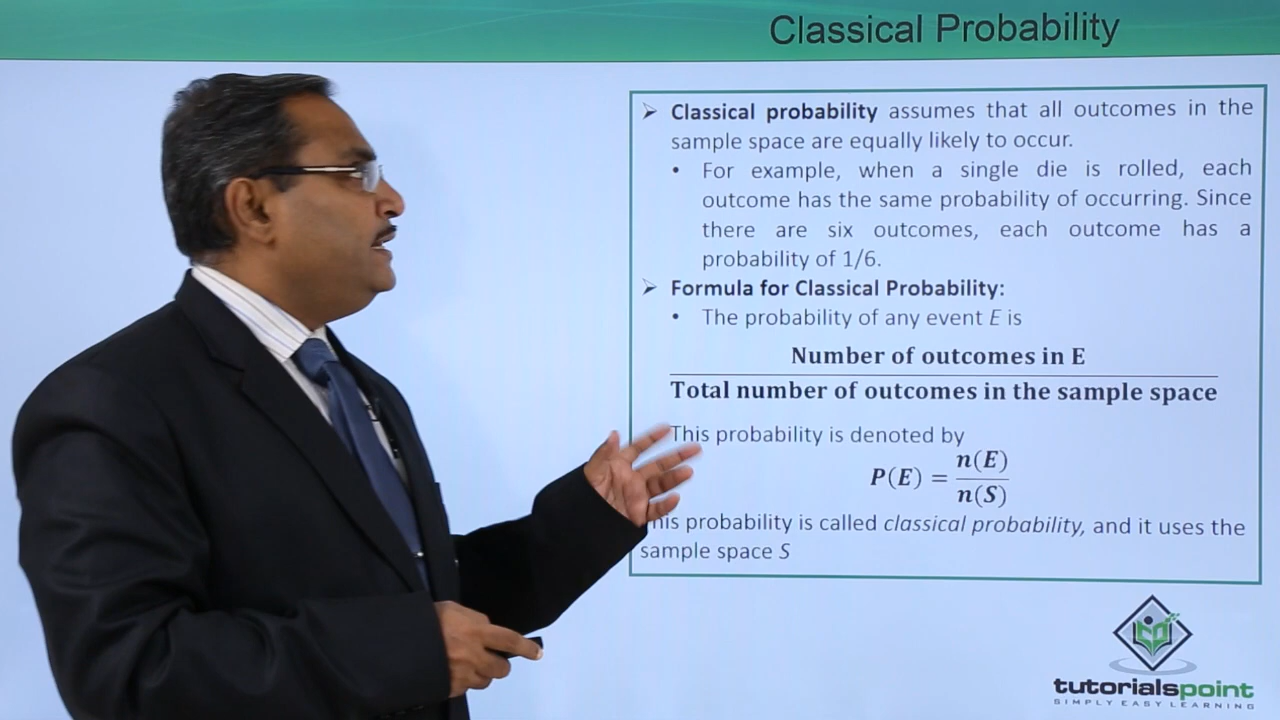 Classical Probability
➢ Classical probability assumes that all outcomes in the
sample space are equally likely to occur.
• For example, when a single die is rolled, each
outcome has the same probability of occurring. Since
there are six outcomes, each outcome has a
probability of 1/6.
➢ Formula for Classical Probability:
• The probability of any event E is
Number of outcomes in E
Total number of outcomes in the sample space
This probability is denoted by
P(E) = n(E)/n(S)
his probability is called classical probability, and it uses the
sample space S
tutorialspoint
SIMPLY EASY LEARNING